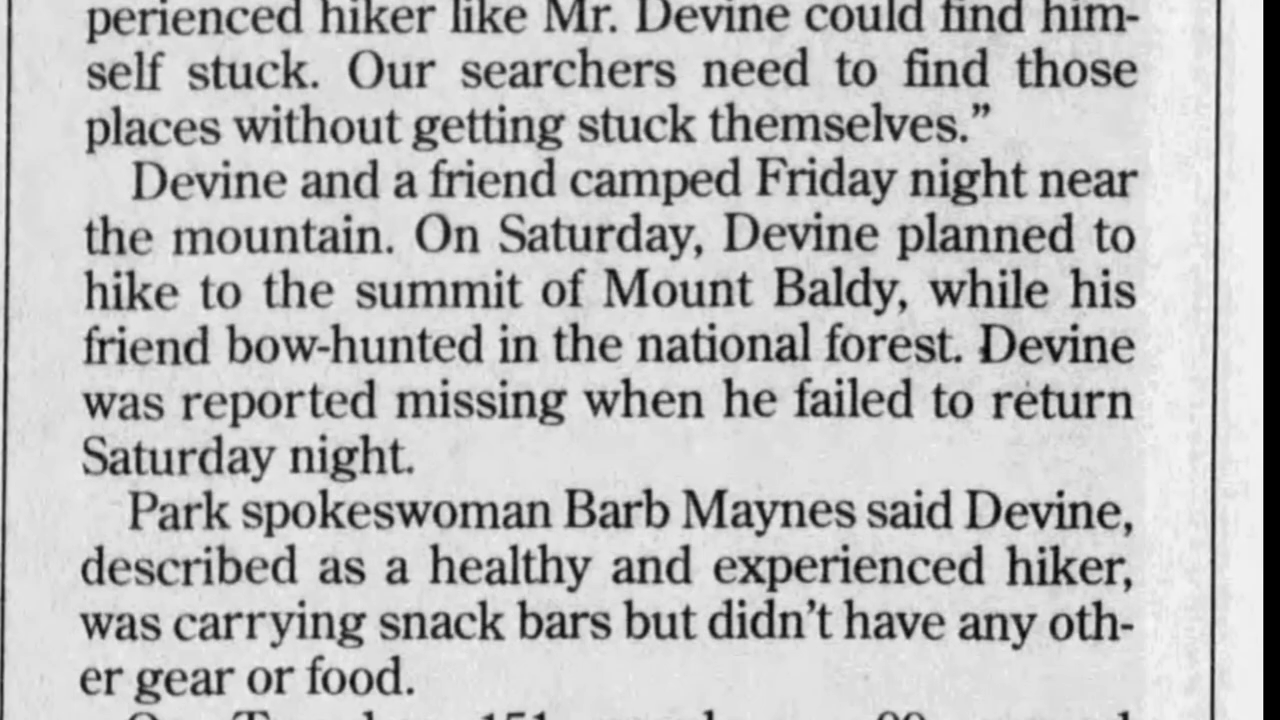 perienced hiker like Mr. Devine could find him-
self stuck. Our searchers need to find those
places without getting stuck themselves.”
Devine and a friend camped Friday night near
the mountain. On Saturday, Devine planned to
hike to the summit of Mount Baldy, while his
friend bow-hunted in the national forest. Devine
was reported missing when he failed to return
Saturday night.
Park spokeswoman Barb Maynes said Devine,
described as a healthy and experienced hiker,
was carrying snack bars but didn’t have any oth-
er gear or food.